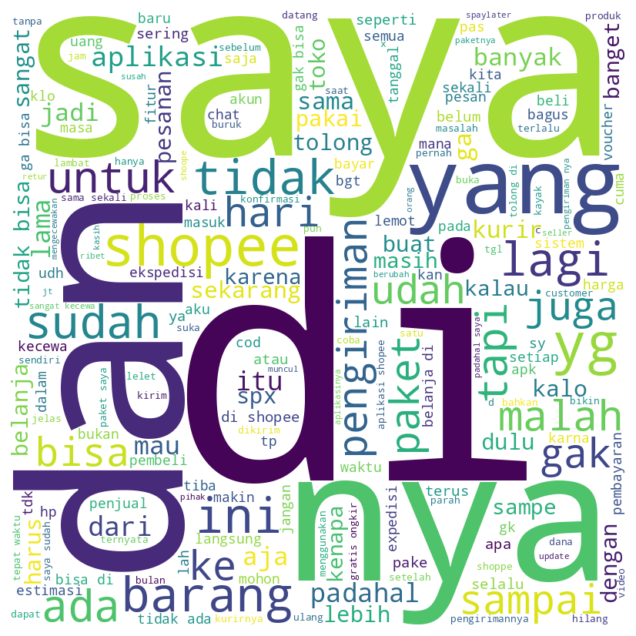 tanpa
baru
sering
datang
spaylater
produk
uang
jam
sebelum
seperti
paketnya
sangat
klo
aplikasi
saja
susah
gak bisa
toko
semua
x
tanggal
pas
banyak
kita
banget
saya
ga bisa
jadi
masa
fitur
pesanan
akun
chat
buruk
sama
saat
pakai
sekali
pesan
belum
ga
beli
bagus
masalah
terlalu
voucher
tolong
bayar
mana
pernah
buka
cuma
lambat
retur
hanya
shopee
untuk
tidak
bgt
yang
tolong di
kayak
pengiriman nya
tidak bisa
lama
mengecewakan
sama sekali
proses
kasih
ribet
kali
konfirmasi
masuk
hari
pun
orang
lemot
pada
kurir
sistem
c
seller
dan
shopee
di
lagi
buat
masih
berubah
kan
tgl
udh
jt
ekspedisi
karena
sekarang
pengiriman
udah
kalau
customer
harga
sangat kecewa
sudah
ya
aku
suka
lain
satu
coba
tapi
padahal saya
juga
sy
setiap
apk
yg
kecewa
sendiri
cod
atau
muncul
itu
spx
aplikasinya
aplikasi shopee
paket
belanja di
d
bahkan
bikin
kalo
belanja
dalam
jelas
paket saya
lelet
kirim
di shopee
dikirim
tp
malah
karna
bisa
bukan
mau
pembeli
waktu
dulu
gak
pembayaran
tepat waktu
tdk
hp
saya sudah
penjual
ternyata
tiba
pihak
makin
dari
ini
langsung
lah
jangan
nya
terus
parah
sampe
gk
harus
estimasi
bisa di
bulan
ke
aja
mohon
kenapa
menggunakan
gratis ongkir
expedisi
pake
setelah
apa
selalu
dana
shoppe
update
dengan
video
dapat
ada
tidak ada
barang
kurirnya
ulang
padahal
lebih
sampai
pengirimannya
hilang